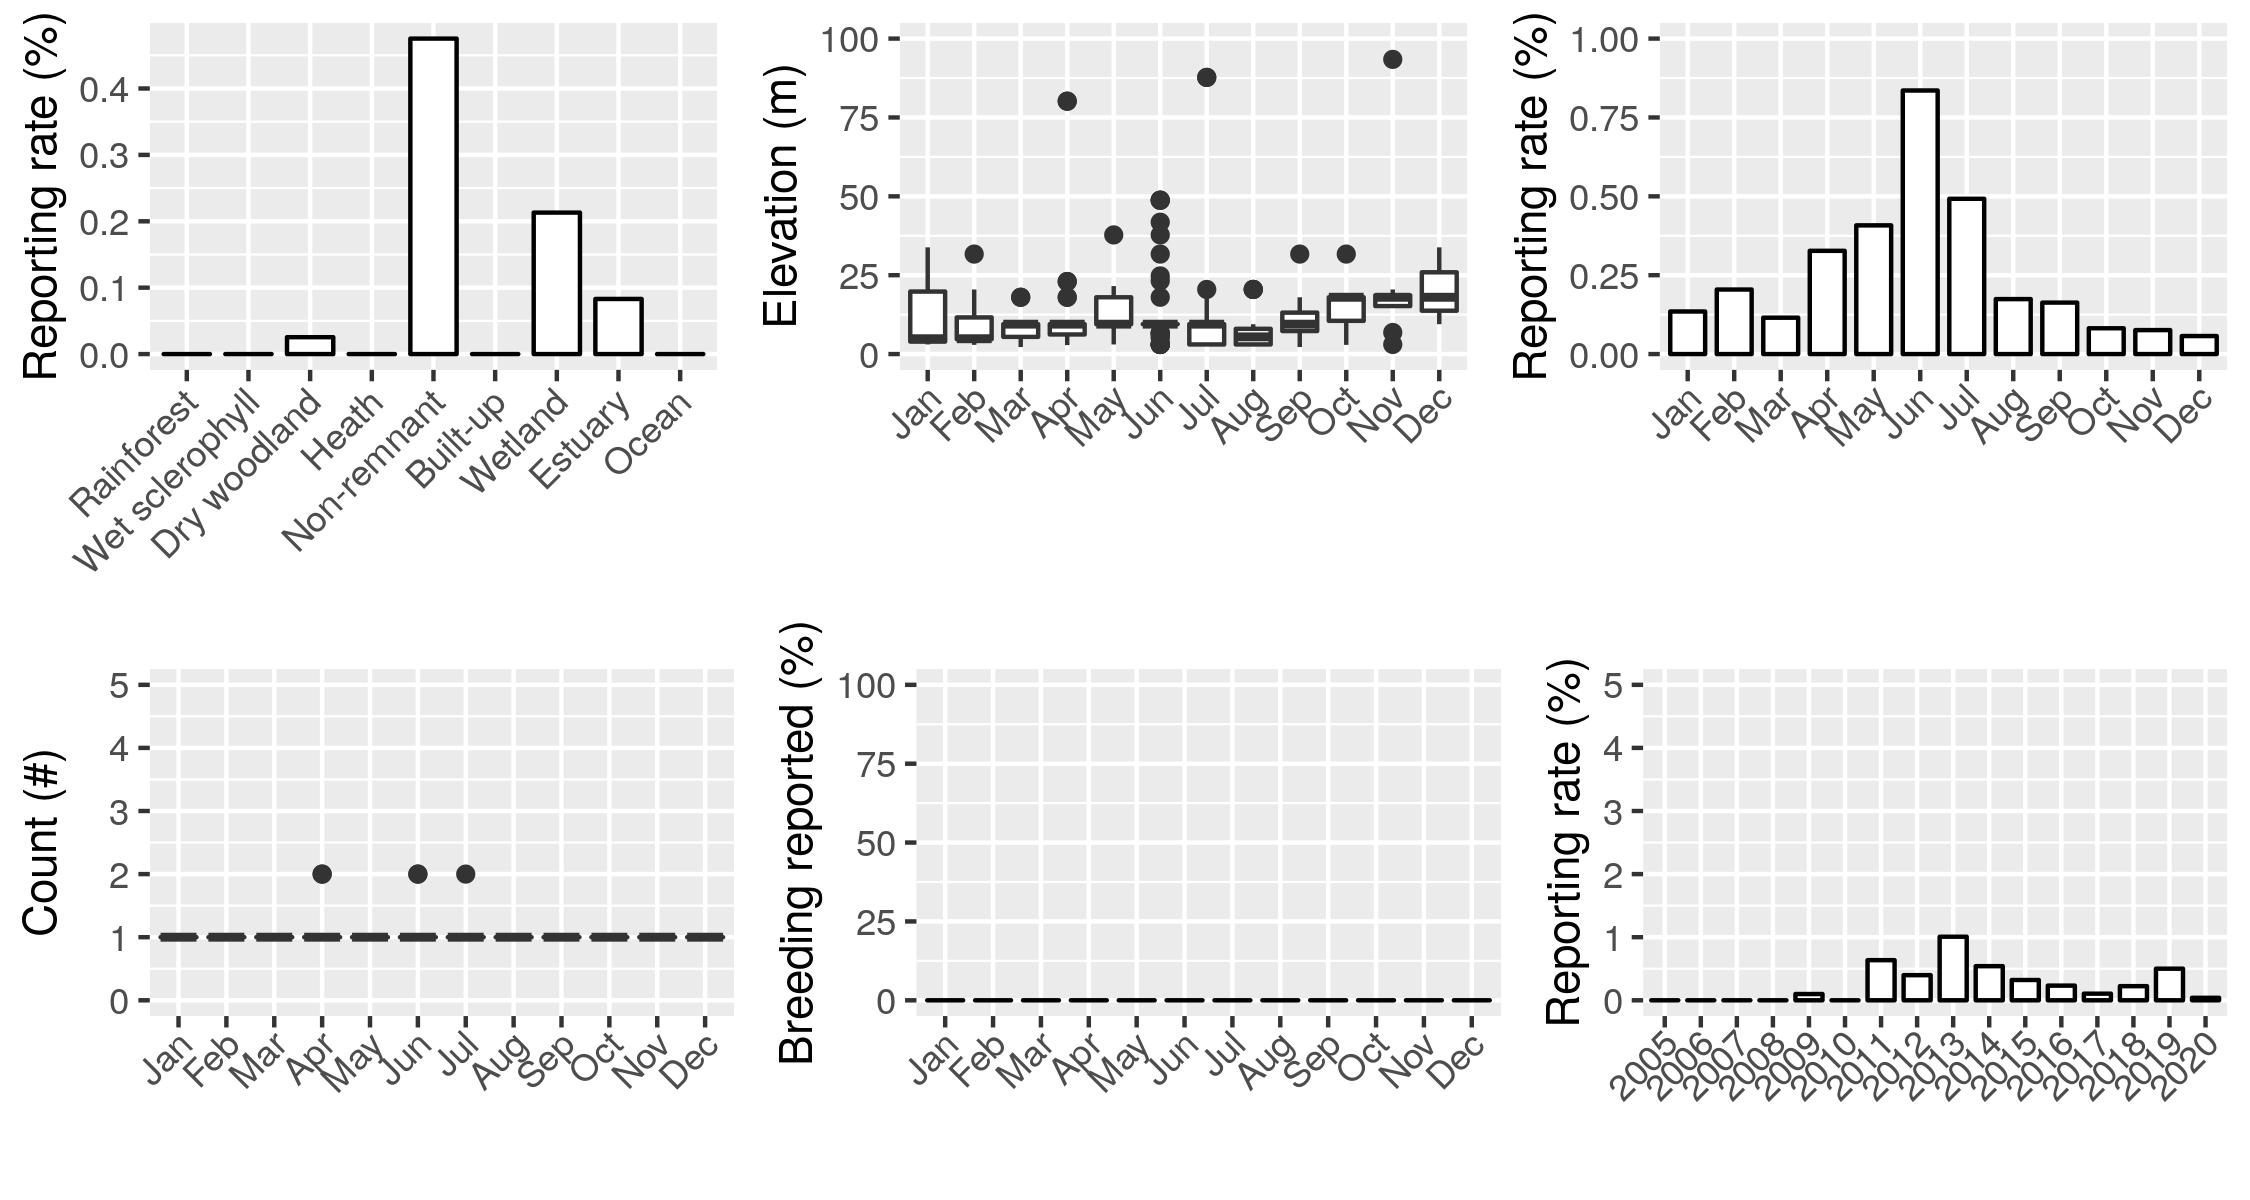 Reporting rate (%)
0.4
0.3
0.2
0.1
0.0
Rainforest
Wet sclerophyll
Dry woodland
Heath
Non-remnant
Built-up
Wetland
Estuary
Ocean
Elevation (m)
100
75
50
25
0
Jan Feb Mar Apr May Jun Jul Aug Sep Oct Nov Dec
Reporting rate (%)
1.00
0.75
0.50
0.25
0.00
Jan Feb Mar Apr May Jun Jul Aug Sep Oct Nov Dec
Count (#)
5
4
3
2
1
0
Jan Feb Mar Apr May Jun Jul Aug Sep Oct Nov Dec
Breeding reported (%)
100
75
50
25
0
Jan Feb Mar Apr May Jun Jul Aug Sep Oct Nov Dec
Reporting rate (%)
5
4
3
2
1
0
2005 2006 2007 2008 2009 2010 2011 2012 2013 2014 2015 2016 2017 2018 2019 2020